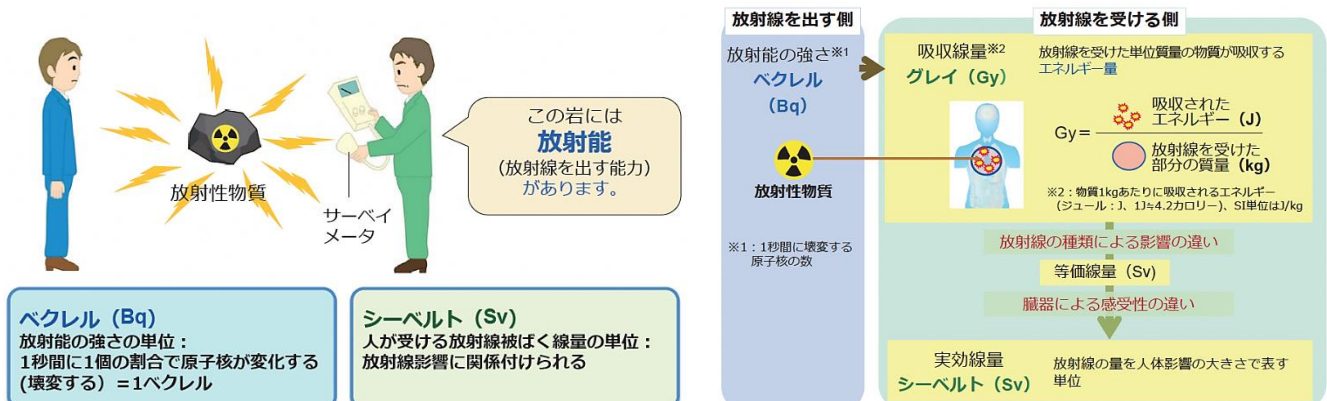 この岩には
放射能
(放射線を出す能力)
があります。
放射性物質
サーベイ
メータ
ベクレル（Bq）
放射能の強さの単位：
1秒間に1個の割合で原子核が変化する
(壊変する）＝1ベクレル
シーベルト（Sv）
人が受ける放射線被ばく線量の単位：
放射線影響に関係付けられる
放射線を出す側
放射能の強さ※1
ベクレル
（Bq）
放射性物質
※1：1秒間に壊変する
原子核の数
放射線を受ける側
吸収線量※2
グレイ（Gy）
放射線を受けた単位質量の物質が吸収する
エネルギー量
Gy＝
吸収された
エネルギー（J）
放射線を受けた
部分の質量（kg）
※2：物質1kgあたりに吸収されるエネルギー
(ジュール：J、1J≒4.2カロリー)、SI単位はJ/kg
放射線の種類による影響の違い
等価線量（Sv）
臓器による感受性の違い
実効線量
シーベルト（Sv）
放射線の量を人体影響の大きさで表す
単位